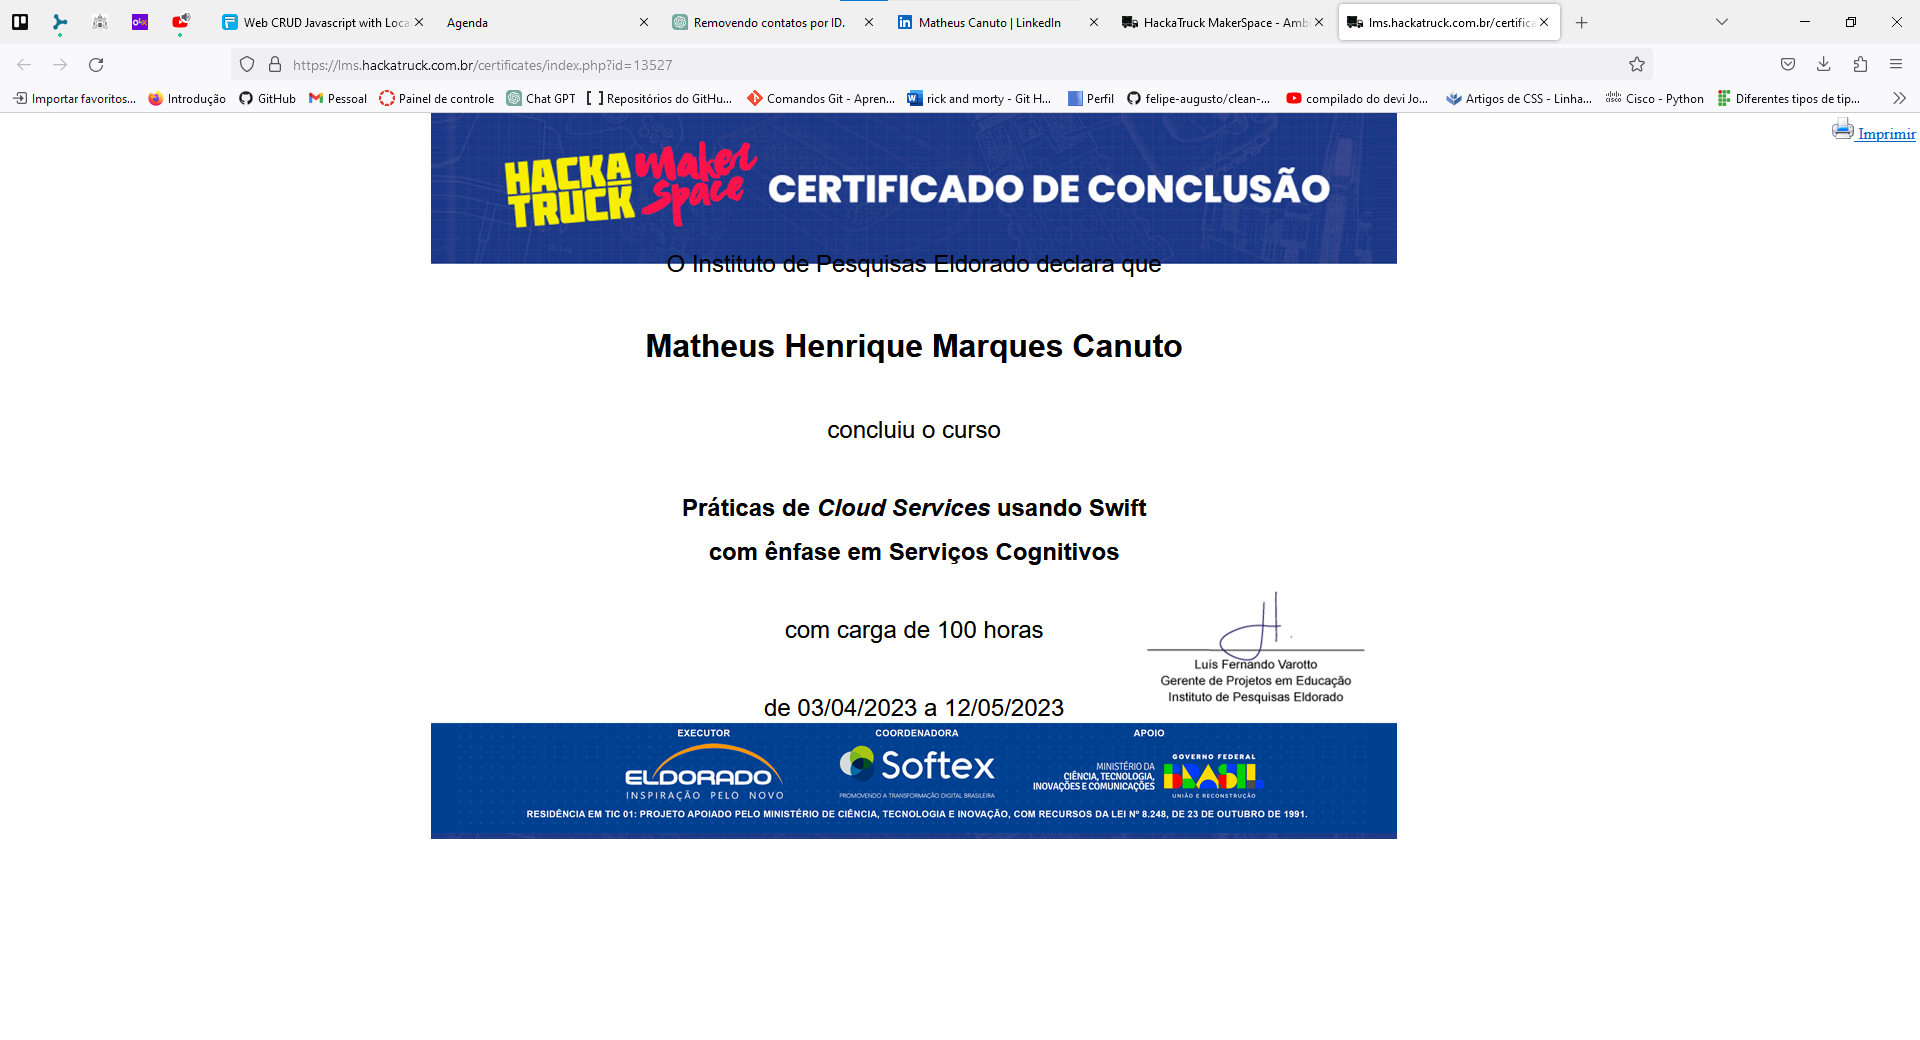 Web CRUD Javascript with Loca
Agenda
Removendo contatos por ID.
Matheus Canuto | LinkedIn
HackaTruck MakerSpace - Amb
lms.hackatruck.com.br/certifica
https://lms.hackatruck.com.br/certificates/index.php?id=13527
Importar favoritos...
Introdução
GitHub
Pessoal
Painel de controle
Chat GPT
Repositórios do GitHu...
Comandos Git - Apren...
rick and morty - Git H...
Perfil
felipe-augusto/clean-...
compilado do devi Jo...
Artigos de CSS - Linha...
Cisco - Python
Diferentes tipos de tip...
Imprimir
HACKA TRUCK Maker Space
CERTIFICADO DE CONCLUSÃO
O Instituto de Pesquisas Eldorado declara que
Matheus Henrique Marques Canuto
concluiu o curso
Práticas de Cloud Services usando Swift
com ênfase em Serviços Cognitivos
com carga de 100 horas
Luís Fernando Varotto
Gerente de Projetos em Educação
Instituto de Pesquisas Eldorado
de 03/04/2023 a 12/05/2023
EXECUTOR
ELDORADO
INSPIRAÇÃO PELO NOVO
COORDENADORA
Softex
PROMOVENDO A TRANSFORMAÇÃO DIGITAL BRASILEIRA
APOIO
MINISTÉRIO DA
CIÊNCIA, TECNOLOGIA,
INOVAÇÕES E COMUNICAÇÕES
GOVERNO FEDERAL
BRASIL
UNIÃO E RECONSTRUÇÃO
RESIDÊNCIA EM TIC 01: PROJETO APOIADO PELO MINISTÉRIO DE CIÊNCIA, TECNOLOGIA E INOVAÇÃO, COM RECURSOS DA LEI Nº 8.248, DE 23 DE OUTUBRO DE 1991.